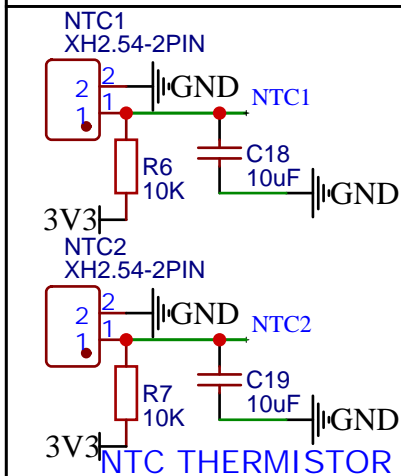 NTC1
XH2.54-2PIN
2 2 GND
1 1 NTC1
R6 C18
10K 10uF
3V3 GND
NTC2
XH2.54-2PIN
2 2 GND
1 1 NTC2
R7 C19
10K 10uF
3V3 GND
NTC THERMISTOR